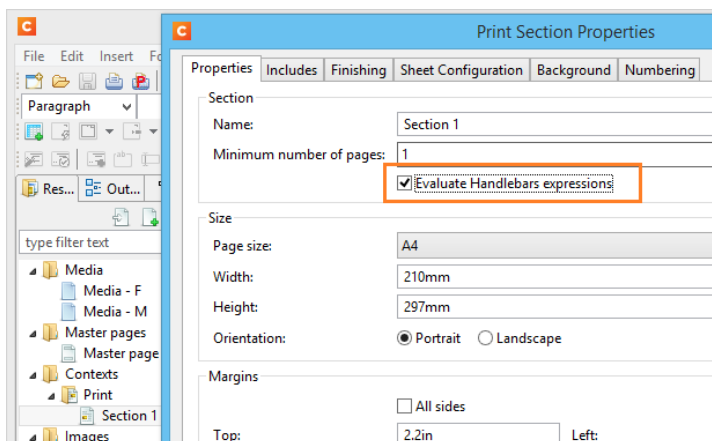 C
C Print Section Properties
File Edit Insert Fo
Properties Includes Finishing Sheet Configuration Background Numbering
Paragraph
Section
Name: Section 1
Minimum number of pages: 1
Evaluate Handlebars expressions
Res... Out...
Size
type filter text
Page size: A4
Media
Width: 210mm
Media - F
Media - M
Height: 297mm
Master pages
Orientation: Portrait Landscape
Master page
Contexts
Margins
Print
All sides
Section 1
Images
Top: 2.2in Left: